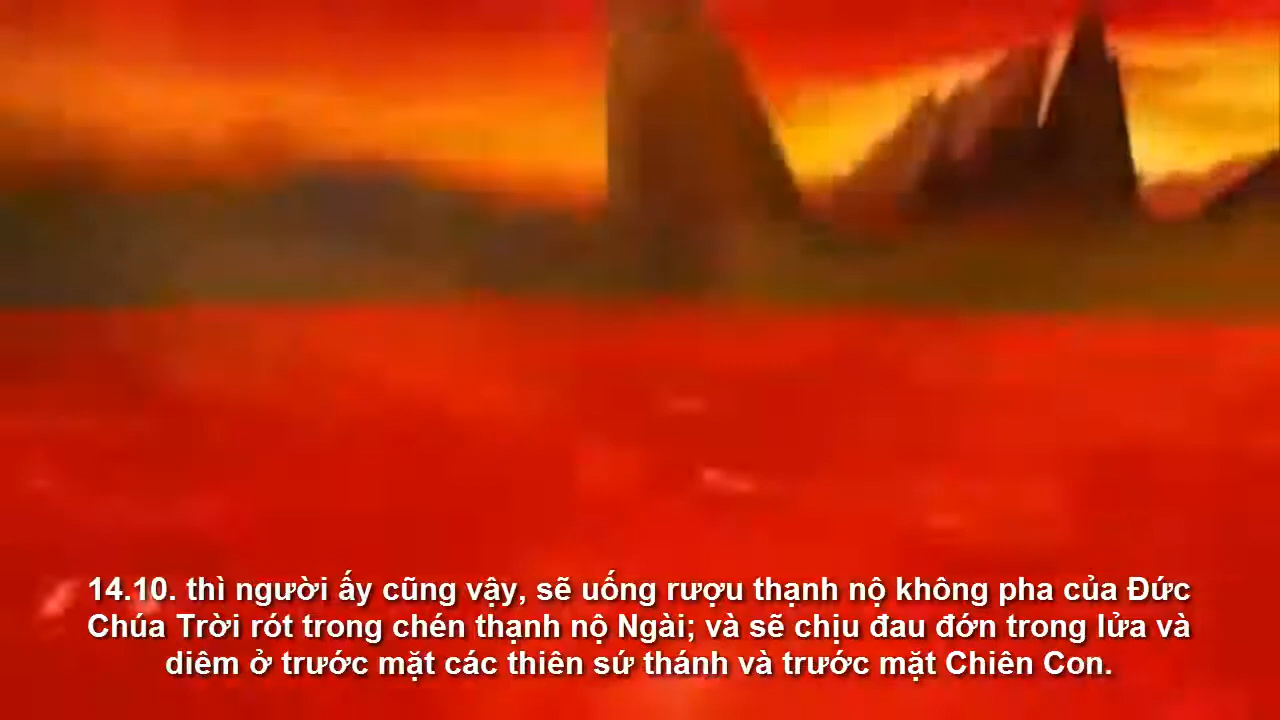 14.10. thì người ấy cũng vậy, sẽ uống rượu thạnh nộ không pha của Đức
Chúa Trời rót trong chén thạnh nộ Ngài; và sẽ chịu đau đớn trong lửa và
diêm ở trước mặt các thiên sứ thánh và trước mặt Chiên Con.